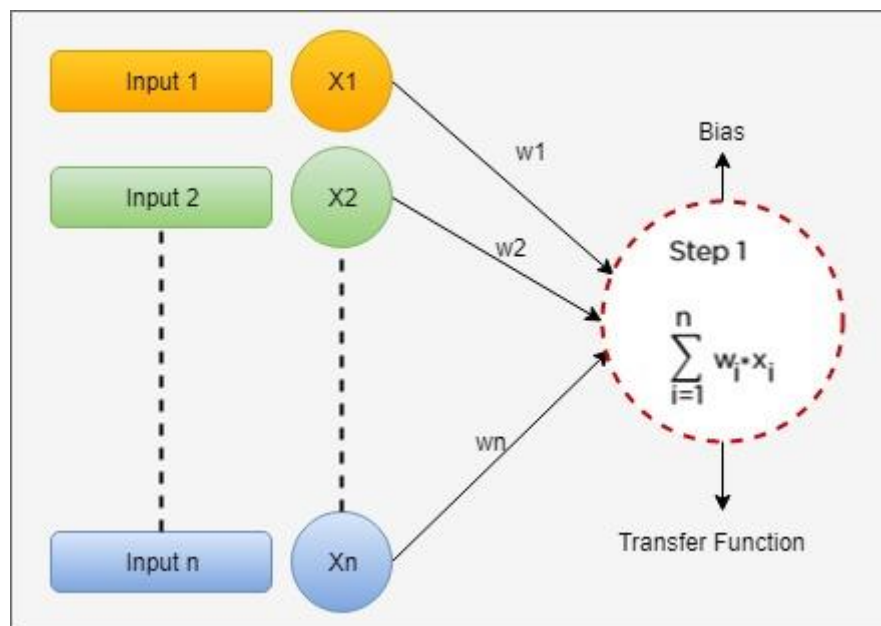 Input 1
X1
w1
Bias
Input 2
X2
w2
Step 1
n
∑ wi*xi
i=1
wn
Input n
Xn
Transfer Function